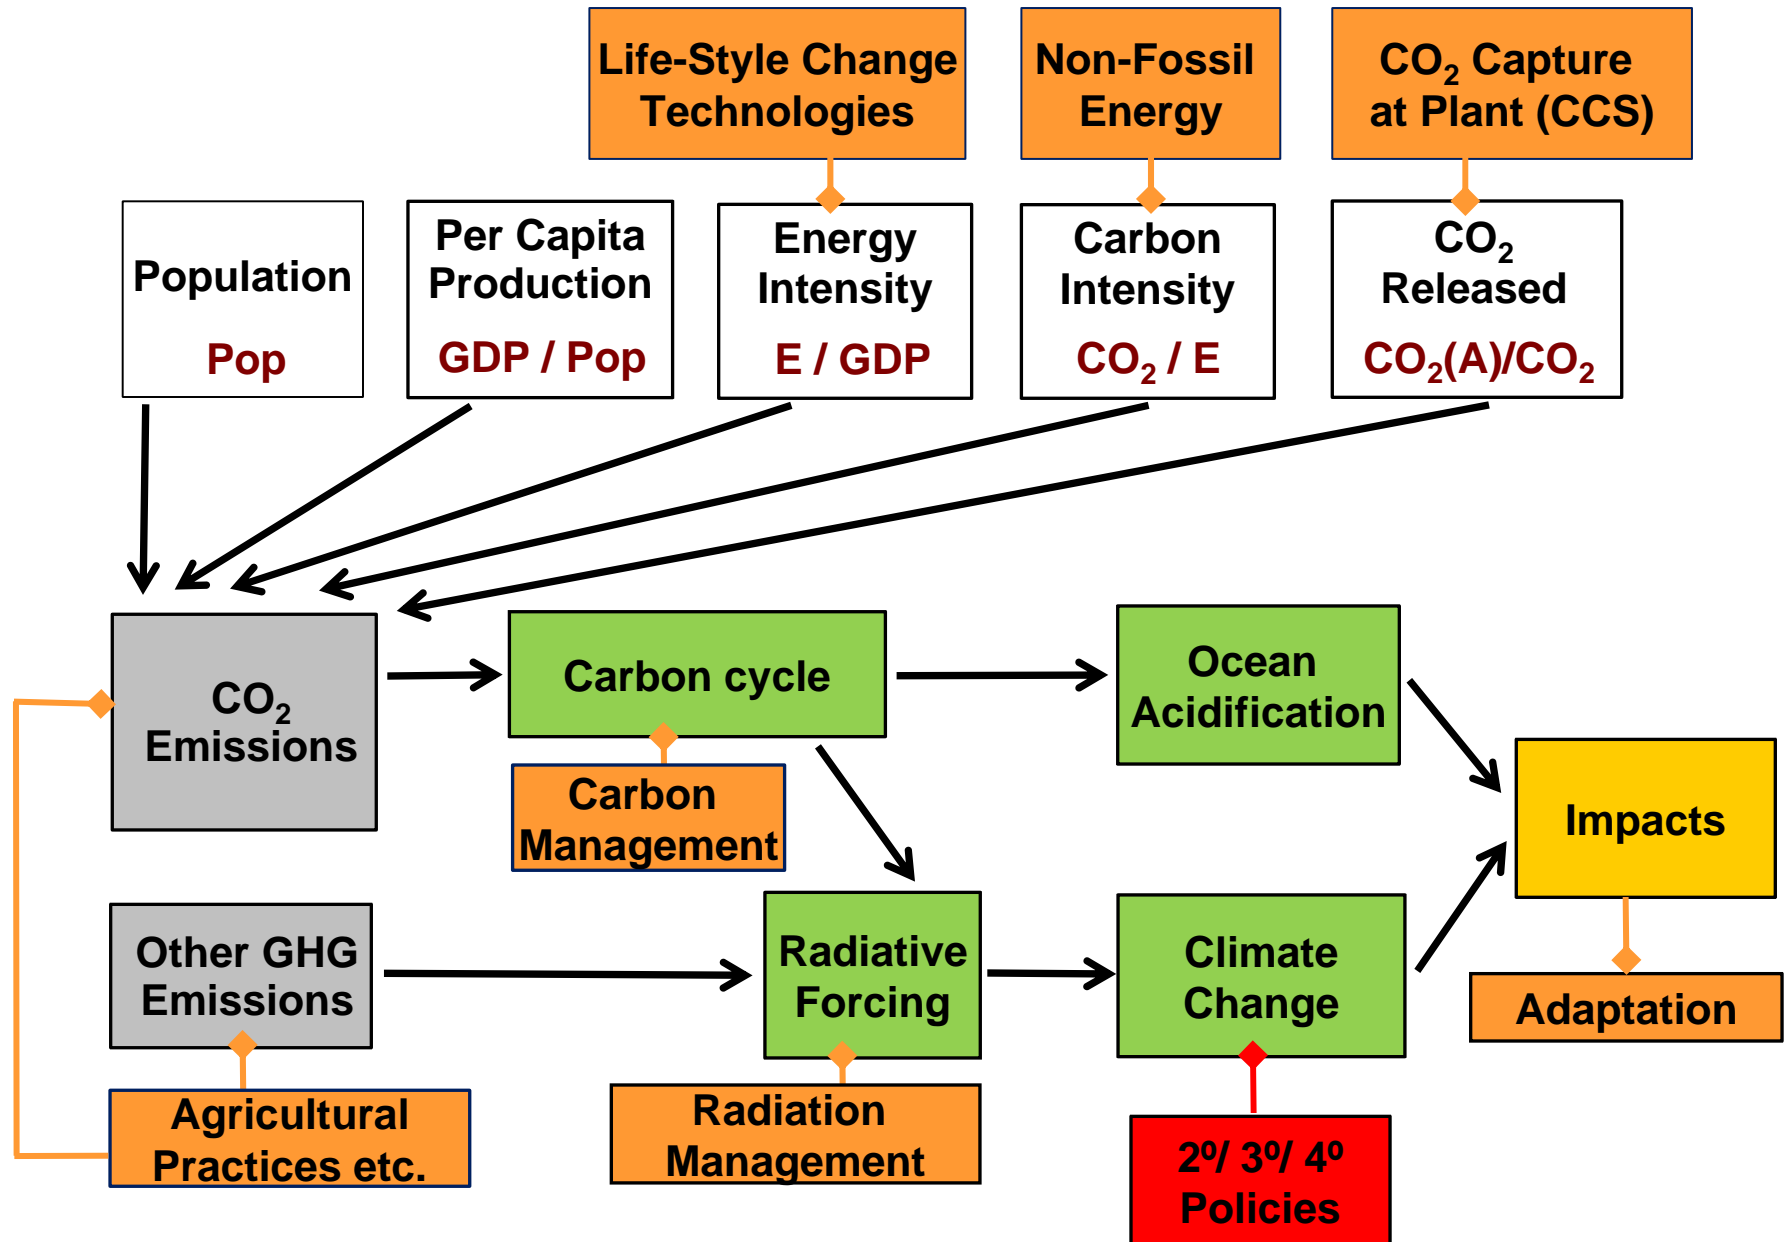 Life-Style Change
Technologies
Non-Fossil
Energy
CO₂ Capture
at Plant (CCS)
Population
Pop
Per Capita
Production
GDP / Pop
Energy
Intensity
E / GDP
Carbon
Intensity
CO₂ / E
CO₂
Released
CO₂(A)/CO₂
CO₂
Emissions
Carbon cycle
Ocean
Acidification
Carbon
Management
Impacts
Other GHG
Emissions
Radiative
Forcing
Climate
Change
Adaptation
Agricultural
Practices etc.
Radiation
Management
2º/ 3º/ 4º
Policies